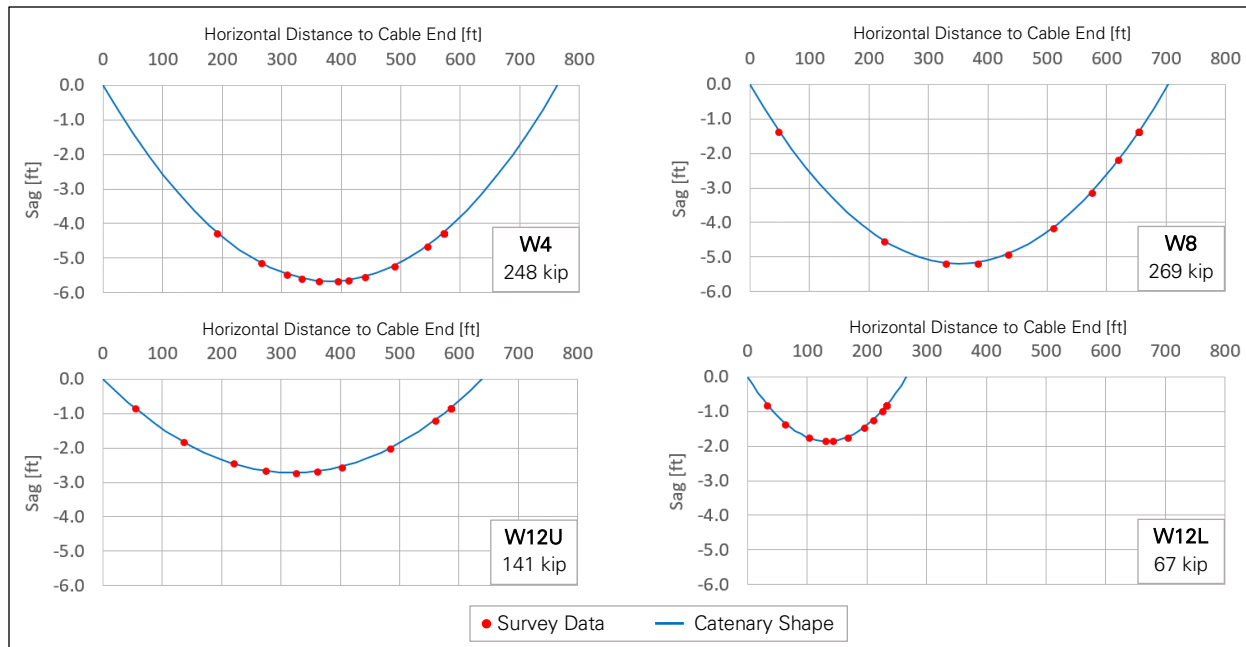 Horizontal Distance to Cable End [ft]
0 100 200 300 400 500 600 700 800
0.0
-1.0
-2.0
-3.0
-4.0
-5.0
-6.0
Sag [ft]
W4
248 kip
Horizontal Distance to Cable End [ft]
0 100 200 300 400 500 600 700 800
0.0
-1.0
-2.0
-3.0
-4.0
-5.0
-6.0
Sag [ft]
W8
269 kip
Horizontal Distance to Cable End [ft]
0 100 200 300 400 500 600 700 800
0.0
-1.0
-2.0
-3.0
-4.0
-5.0
-6.0
Sag [ft]
W12U
141 kip
Horizontal Distance to Cable End [ft]
0 100 200 300 400 500 600 700 800
0.0
-1.0
-2.0
-3.0
-4.0
-5.0
-6.0
Sag [ft]
W12L
67 kip
Survey Data Catenary Shape